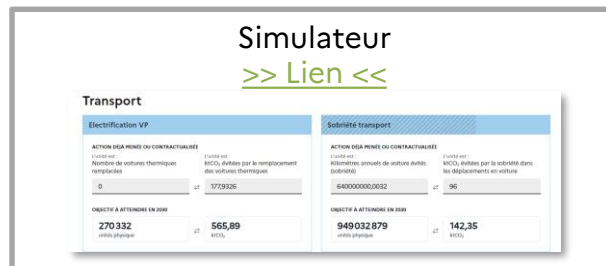 Simulateur
>> Lien <<
Transport
Electrification VP
ACTION DÉJÀ MENÉE OU CONTRACTUALISÉE
L'unité est :
Nombre de voitures thermiques
remplacées
L'unité est :
ktCO₂ évitées par le remplacement
des voitures thermiques
0
⇄
177,9326
OBJECTIF À ATTEINDRE EN 2030
270 332
unités physique
⇄
565,89
ktCO₂
Sobriété transport
ACTION DÉJÀ MENÉE OU CONTRACTUALISÉE
L'unité est :
Kilomètres annuels de voiture évités
(sobriété)
L'unité est :
ktCO₂ évitées par la sobriété dans
les déplacements en voiture
640000000,0032
⇄
96
OBJECTIF À ATTEINDRE EN 2030
949 032 879
unités physique
⇄
142,35
ktCO₂